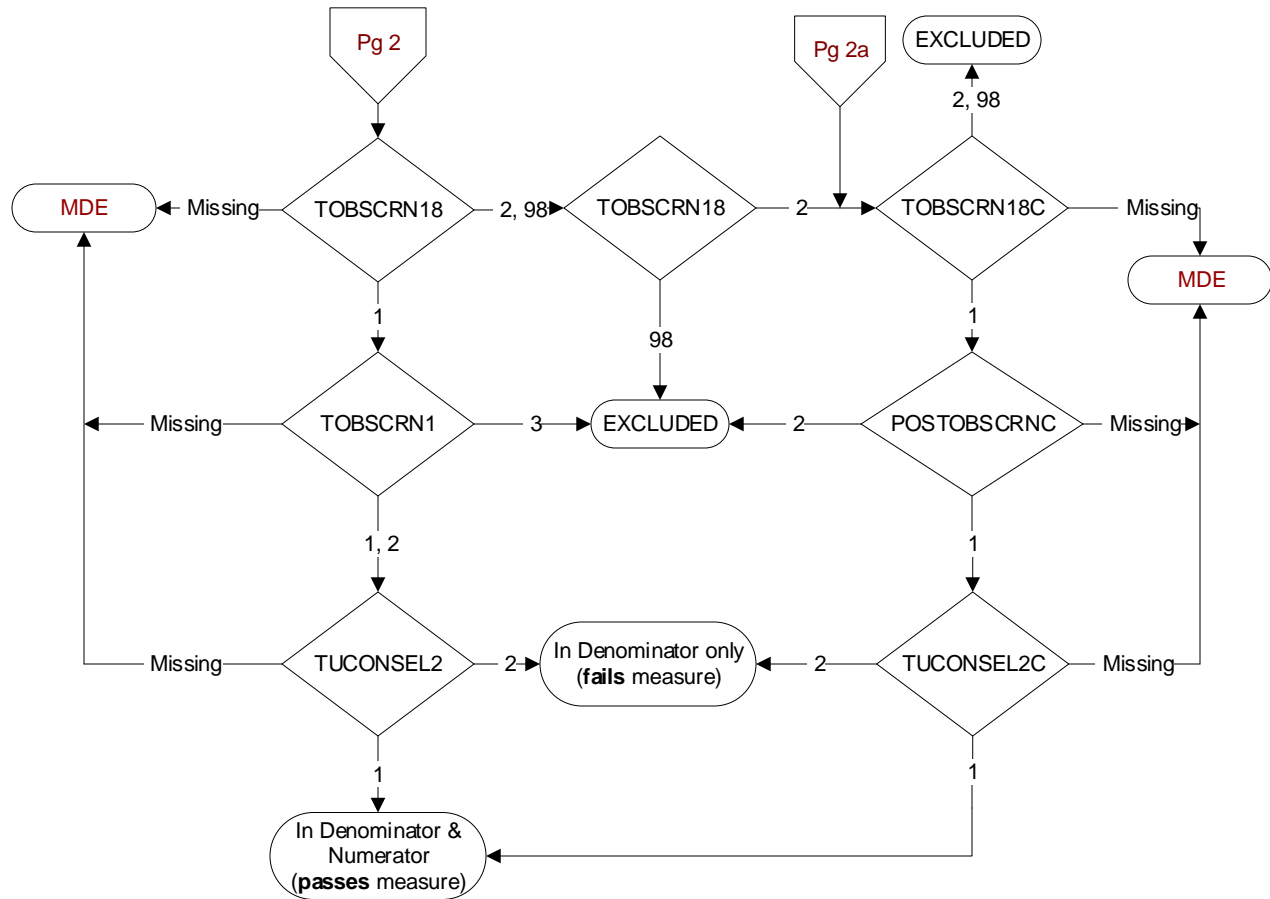 Pg 2
Pg 2a
EXCLUDED
2, 98
MDE
Missing
TOBSCRN18
2, 98
TOBSCRN18
2
TOBSCRN18C
Missing
MDE
1
98
1
Missing
TOBSCRN1
3
EXCLUDED
2
POSTOBSCRNC
Missing
1, 2
1
Missing
TUCONSEL2
2
In Denominator only
(fails measure)
2
TUCONSEL2C
Missing
1
1
In Denominator &
Numerator
(passes measure)